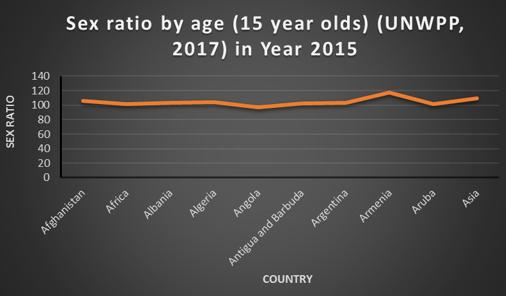 Sex ratio by age (15 year olds) (UNWPP,
2017) in Year 2015
SEX RATIO
140
120
100
80
60
40
20
0
Afghanistan
Africa
Albania
Algeria
Angola
Antigua and Barbuda
Argentina
Armenia
Aruba
Asia
COUNTRY